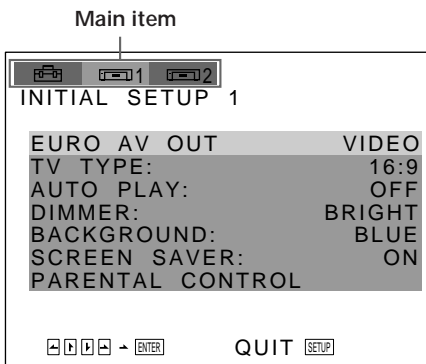 Main item
1 2
INITIAL SETUP 1
EURO AV OUT VIDEO
TV TYPE: 16:9
AUTO PLAY: OFF
DIMMER: BRIGHT
BACKGROUND: BLUE
SCREEN SAVER: ON
PARENTAL CONTROL
ENTER QUIT SETUP